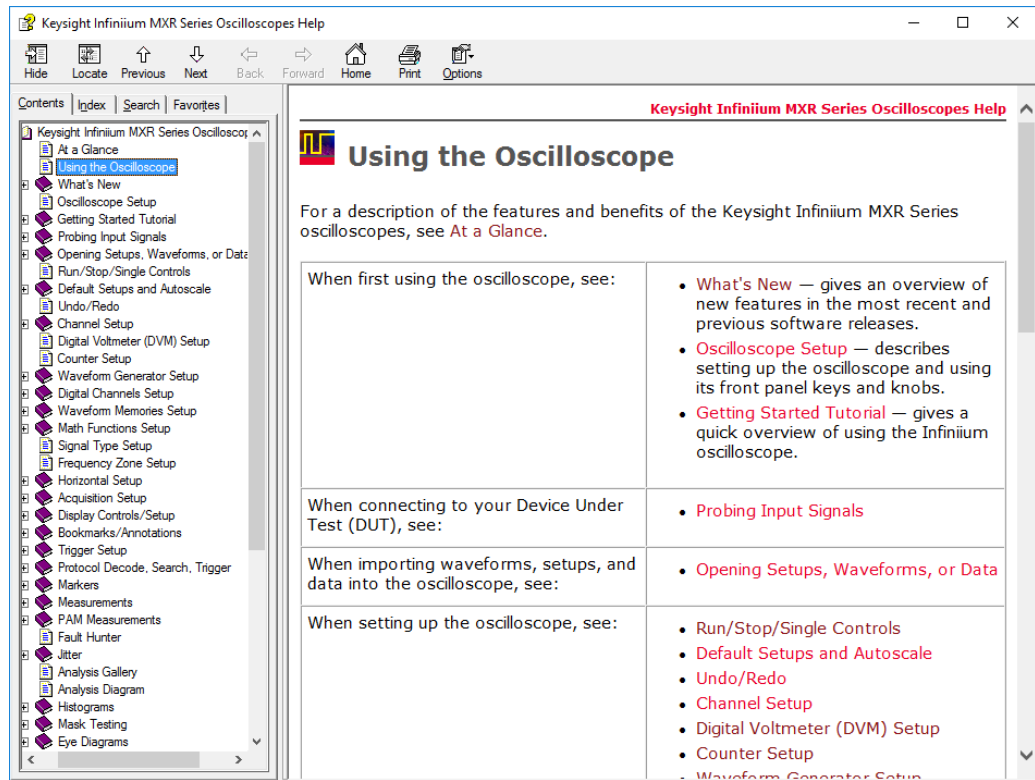 Keysight Infiniium MXR Series Oscilloscopes Help
Hide Locate Previous Next Back Forward Home Print Options
Contents Index Search Favorites
Keysight Infiniium MXR Series Oscilloscop
At a Glance
Using the Oscilloscope
What's New
Oscilloscope Setup
Getting Started Tutorial
Probing Input Signals
Opening Setups, Waveforms, or Data
Run/Stop/Single Controls
Default Setups and Autoscale
Undo/Redo
Channel Setup
Digital Voltmeter (DVM) Setup
Counter Setup
Waveform Generator Setup
Digital Channels Setup
Waveform Memories Setup
Math Functions Setup
Signal Type Setup
Frequency Zone Setup
Horizontal Setup
Acquisition Setup
Display Controls/Setup
Bookmarks/Annotations
Trigger Setup
Protocol Decode, Search, Trigger
Markers
Measurements
PAM Measurements
Fault Hunter
Jitter
Analysis Gallery
Analysis Diagram
Histograms
Mask Testing
Eye Diagrams
Keysight Infiniium MXR Series Oscilloscopes Help
Using the Oscilloscope
For a description of the features and benefits of the Keysight Infiniium MXR Series
oscilloscopes, see At a Glance.
When first using the oscilloscope, see:
• What's New — gives an overview of
new features in the most recent and
previous software releases.
• Oscilloscope Setup — describes
setting up the oscilloscope and using
its front panel keys and knobs.
• Getting Started Tutorial — gives a
quick overview of using the Infiniium
oscilloscope.
When connecting to your Device Under
Test (DUT), see:
• Probing Input Signals
When importing waveforms, setups, and
data into the oscilloscope, see:
• Opening Setups, Waveforms, or Data
When setting up the oscilloscope, see:
• Run/Stop/Single Controls
• Default Setups and Autoscale
• Undo/Redo
• Channel Setup
• Digital Voltmeter (DVM) Setup
• Counter Setup
• Waveform Generator Setup